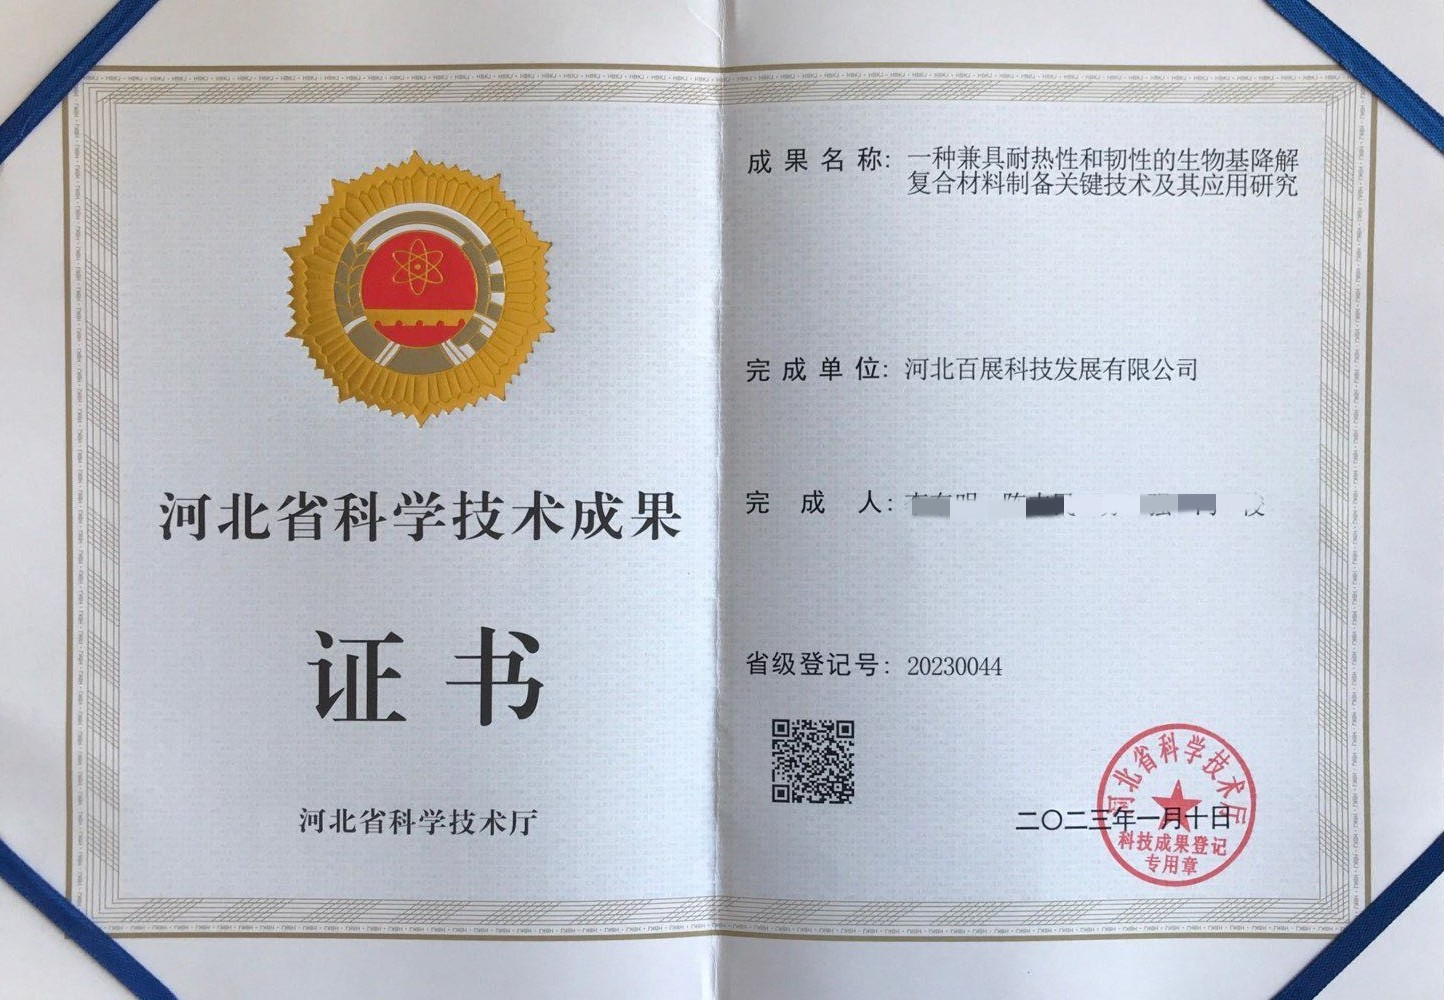 河北省科学技术成果
证书
河北省科学技术厅
成果名称: 一种兼具耐热性和韧性的生物基降解
复合材料制备关键技术及其应用研究
完成单位: 河北百展科技发展有限公司
完成人:
省级登记号: 20230044
二〇二三年一月十日
河北省科学技术厅
科技成果登记
专用章